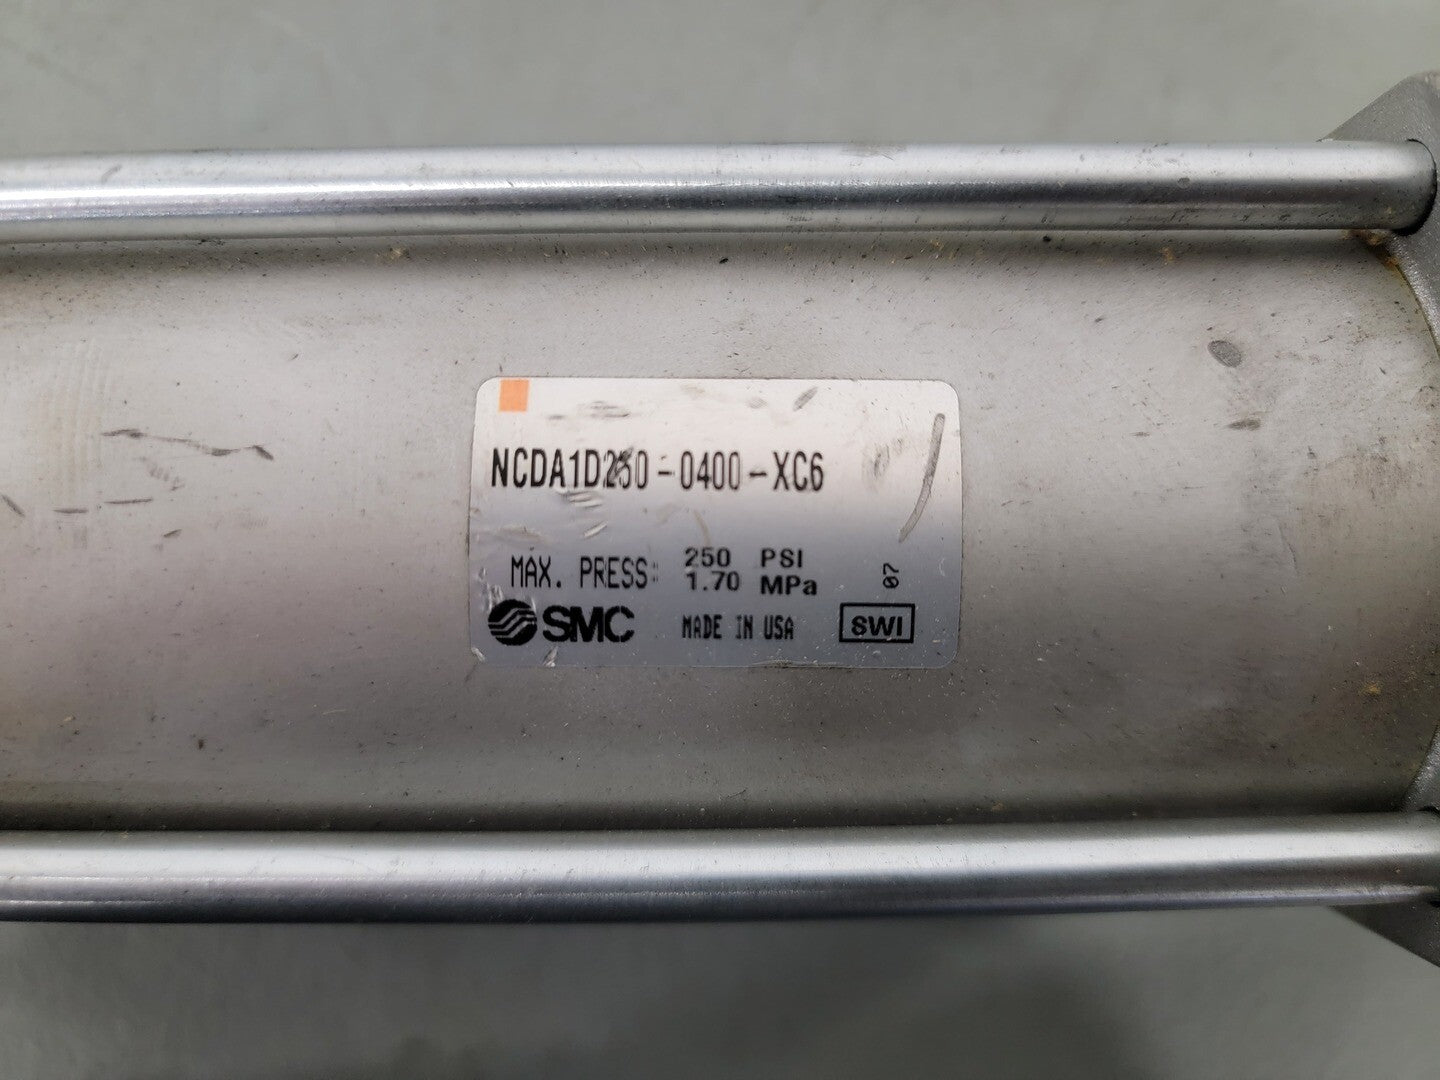 NCDA1D250-0400-XC6
MAX. PRESS: 250 PSI
1.70 MPa
07
SMC MADE IN USA SWI